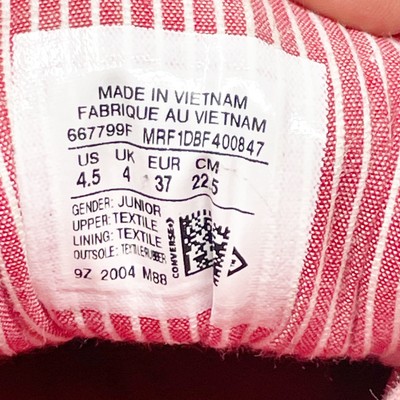 MADE IN VIETNAM
FABRIQUE AU VIETNAM
667799F MRF1DBF400847
US UK EUR CM
4.5 4 37 22.5
GENDER: JUNIOR
UPPER: TEXTILE
LINING: TEXTILE
OUTSOLE: TEXTILE/RUBBER
CONVERSE
9Z 2004 M88